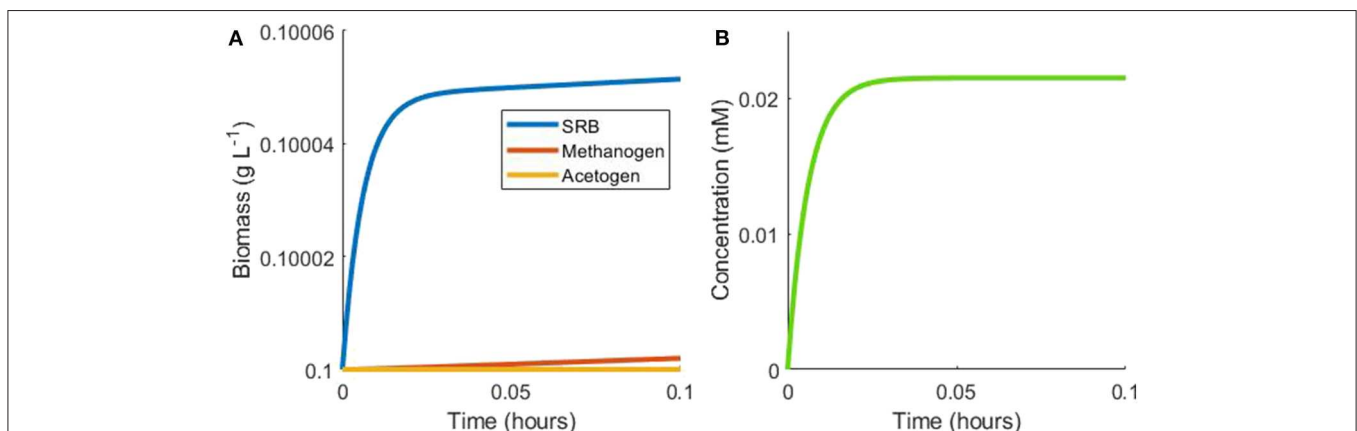 A
Biomass (g L⁻¹)
0.10006
0.10004
0.10002
0.1
SRB
Methanogen
Acetogen
0
0.05
0.1
Time (hours)
B
Concentration (mM)
0.02
0.01
0
0
0.05
0.1
Time (hours)